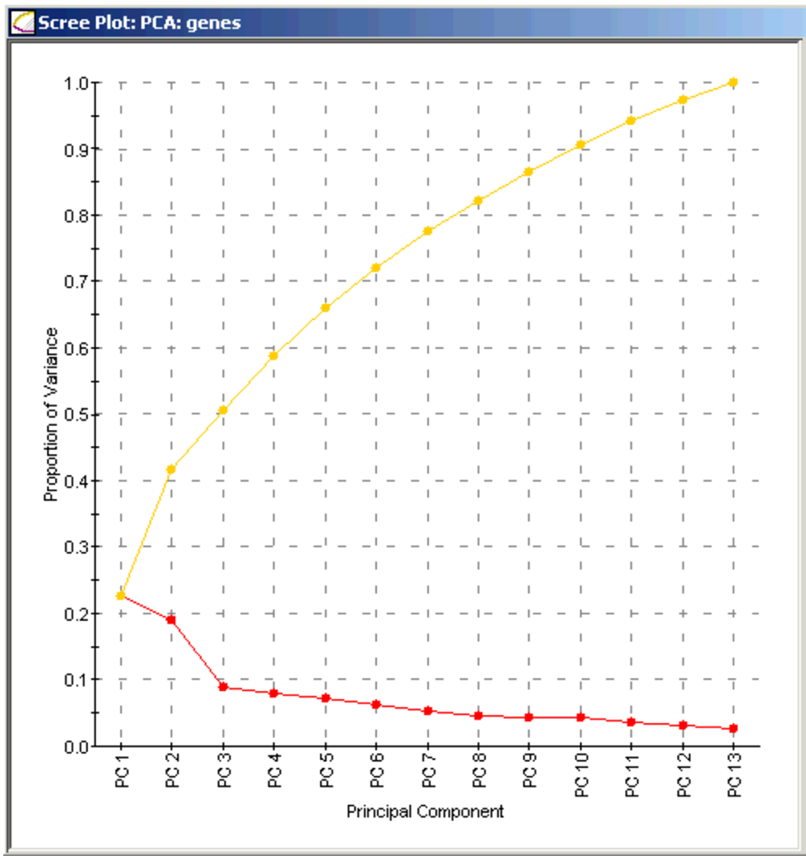 Scree Plot: PCA: genes
1.0
0.9
0.8
0.7
0.6
0.5
0.4
0.3
0.2
0.1
0.0
Proportion of Variance
PC 1
PC 2
PC 3
PC 4
PC 5
PC 6
PC 7
PC 8
PC 9
PC 10
PC 11
PC 12
PC 13
Principal Component